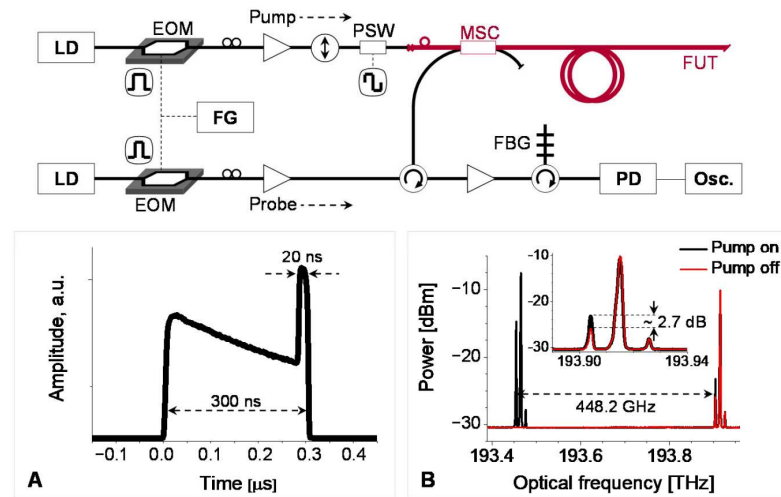 Pump
EOM
PSW
MSC
LD
FUT
FG
FBG
LD
PD
Osc.
EOM
Probe
20 ns
Amplitude, a.u.
300 ns
A
−0.1 0.0 0.1 0.2 0.3 0.4
Time [μs]
Pump on
Pump off
−10
−20
−30
193.90 193.94
~ 2.7 dB
Power [dBm]
−10
−20
−30
448.2 GHz
B
193.4 193.6 193.8
Optical frequency [THz]